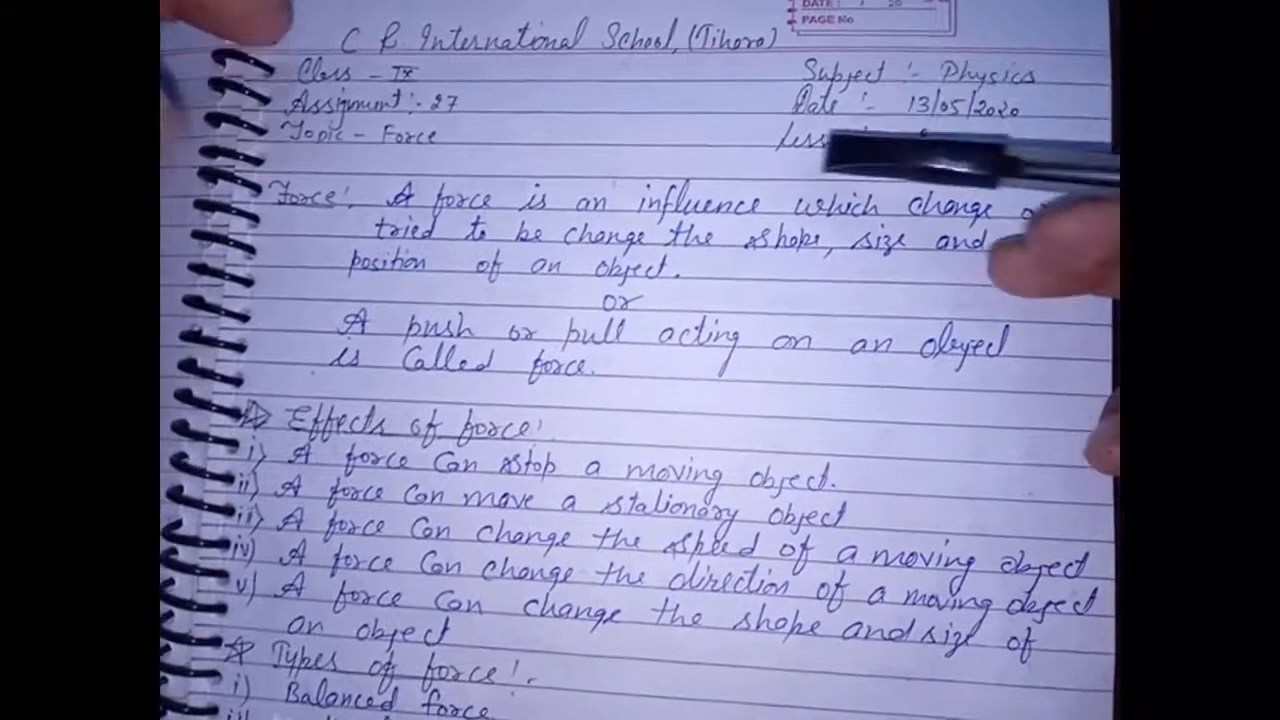 DATE: / 20
PAGE No
C R International School, (Tihora)
Class - IX
Subject :- Physics
Assignment :- 27
Date :- 13/05/2020
Topic - Force
Force: A force is an influence which change
tried to be change the shape, size and
position of an object.
or
A push or pull acting on an object
is called force.
Effects of force:
i) A force can stop a moving object.
ii) A force can move a stationary object
iii) A force can change the speed of a moving object
iv) A force can change the direction of a moving object
v) A force can change the shape and size of
an object
Types of force:-
i) Balanced force